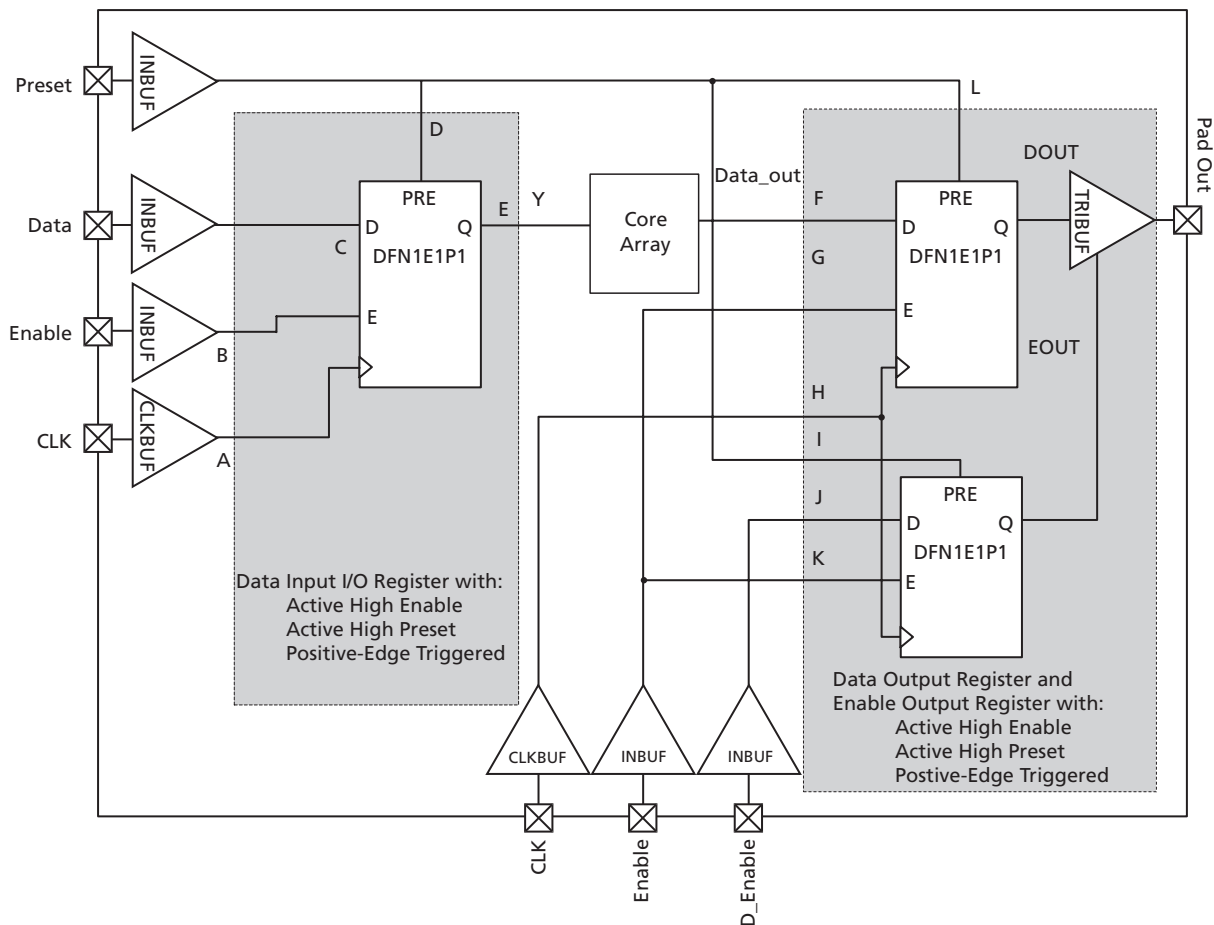 Preset
INBUF
L
D
Pad Out
DOUT
Data
INBUF
C
PRE
D
Q
DFN1E1P1
E
Y
Core
Array
Data_out
F
G
PRE
D
Q
DFN1E1P1
E
TRIBUF
Enable
INBUF
B
E
EOUT
CLK
CLKBUF
A
H
I
J
K
PRE
D
Q
DFN1E1P1
E
Data Input I/O Register with:
Active High Enable
Active High Preset
Positive-Edge Triggered
Data Output Register and
Enable Output Register with:
Active High Enable
Active High Preset
Postive-Edge Triggered
CLKBUF
INBUF
INBUF
CLK
Enable
D_Enable